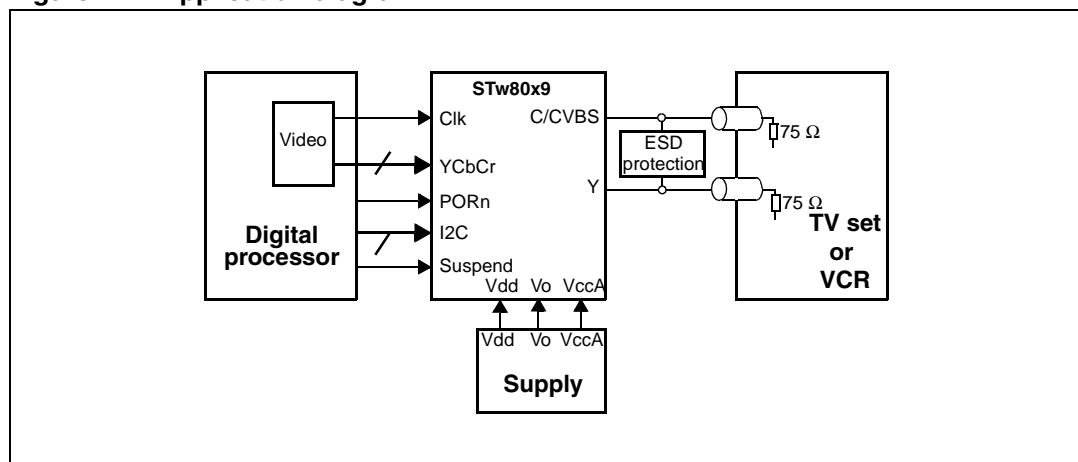 STw80x9
Video
Clk
YCbCr
PORn
I2C
Suspend
Digital
processor
C/CVBS
Y
ESD
protection
75 Ω
75 Ω
TV set
or
VCR
Vdd Vo VccA
Vdd Vo VccA
Supply